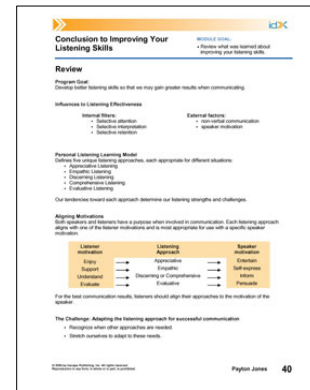 idX
Conclusion to Improving Your
Listening Skills
MODULE GOAL:
• Review what was learned about
improving your listening skills.
Review
Program Goal:
Develop better listening skills so that we may gain greater results when communicating.
Influences to Listening Effectiveness
Internal filters:
• Selective attention
• Selective interpretation
• Selective retention
External factors:
• non-verbal communication
• speaker motivation
Personal Listening Learning Model
Defines five unique listening approaches, each appropriate for different situations:
• Appreciative Listening
• Empathic Listening
• Discerning Listening
• Comprehensive Listening
• Evaluative Listening
Our tendencies toward each approach determine our listening strengths and challenges.
Aligning Motivations
Both speakers and listeners have a purpose when involved in communication. Each listening approach
aligns with one of the listener motivations and is most appropriate for use with a specific speaker
motivation.
Listener motivation Listening Approach Speaker motivation
Enjoy Appreciative Entertain
Support Empathic Self-express
Understand Discerning or Comprehensive Inform
Evaluate Evaluative Persuade
For the best communication results, listeners should align their approaches to the motivation of the
speaker.
The Challenge: Adapting the listening approach for successful communication
• Recognize when other approaches are needed.
• Stretch ourselves to adapt to these needs.
Payton Jones 40